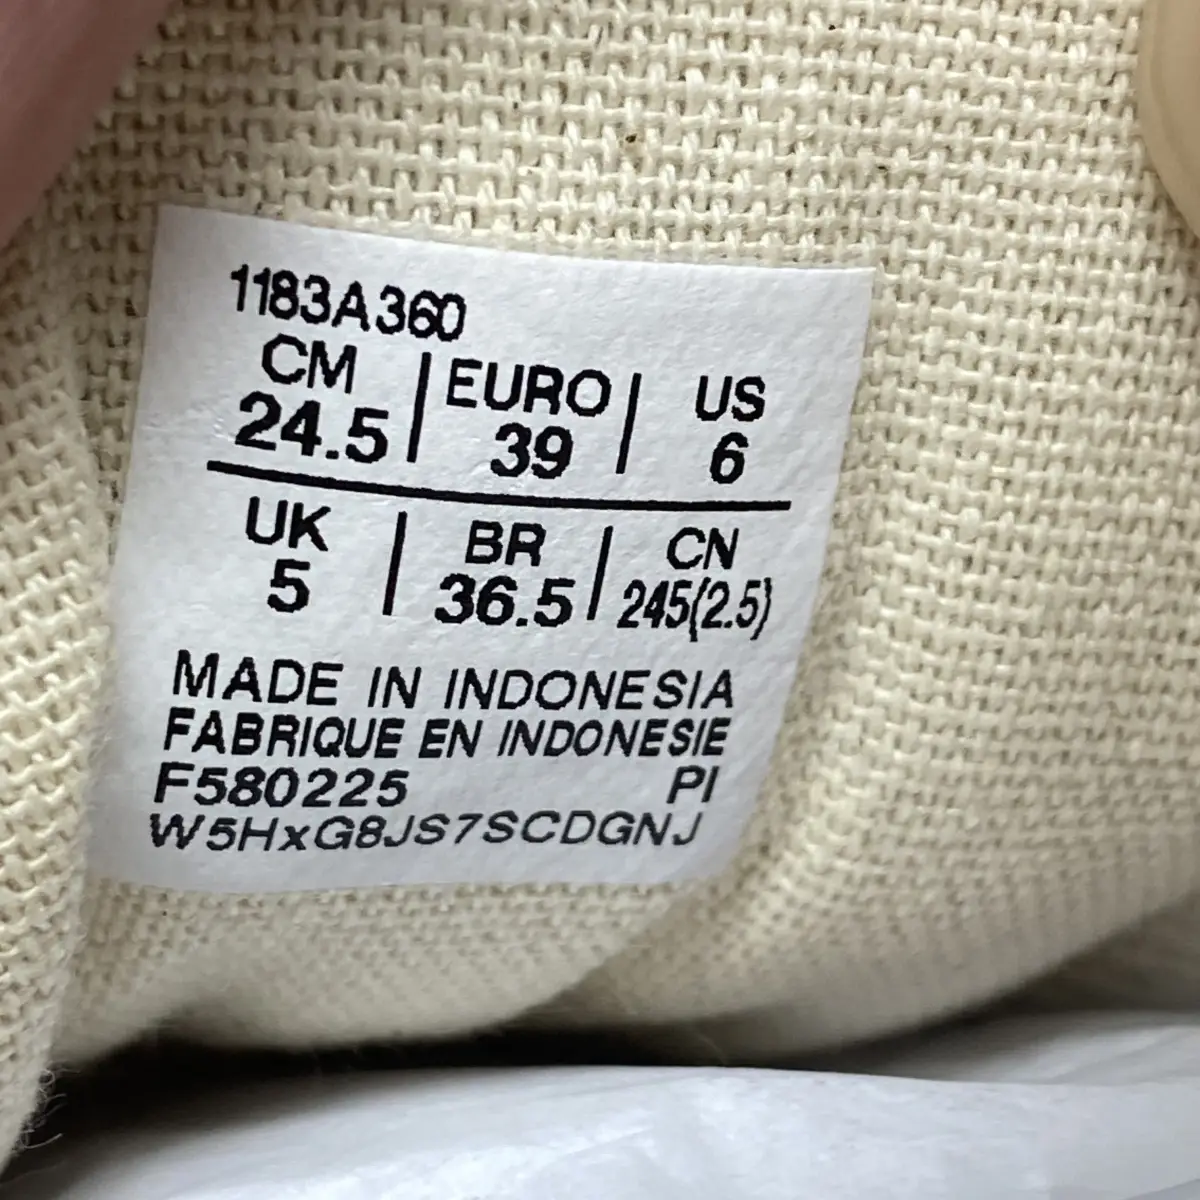 1183A360
CM | EURO | US
24.5 | 39 | 6
UK | BR | CN
5 | 36.5 | 245(2.5)
MADE IN INDONESIA
FABRIQUE EN INDONESIE
F580225 PI
W5HxG8JS7SCDGNJ